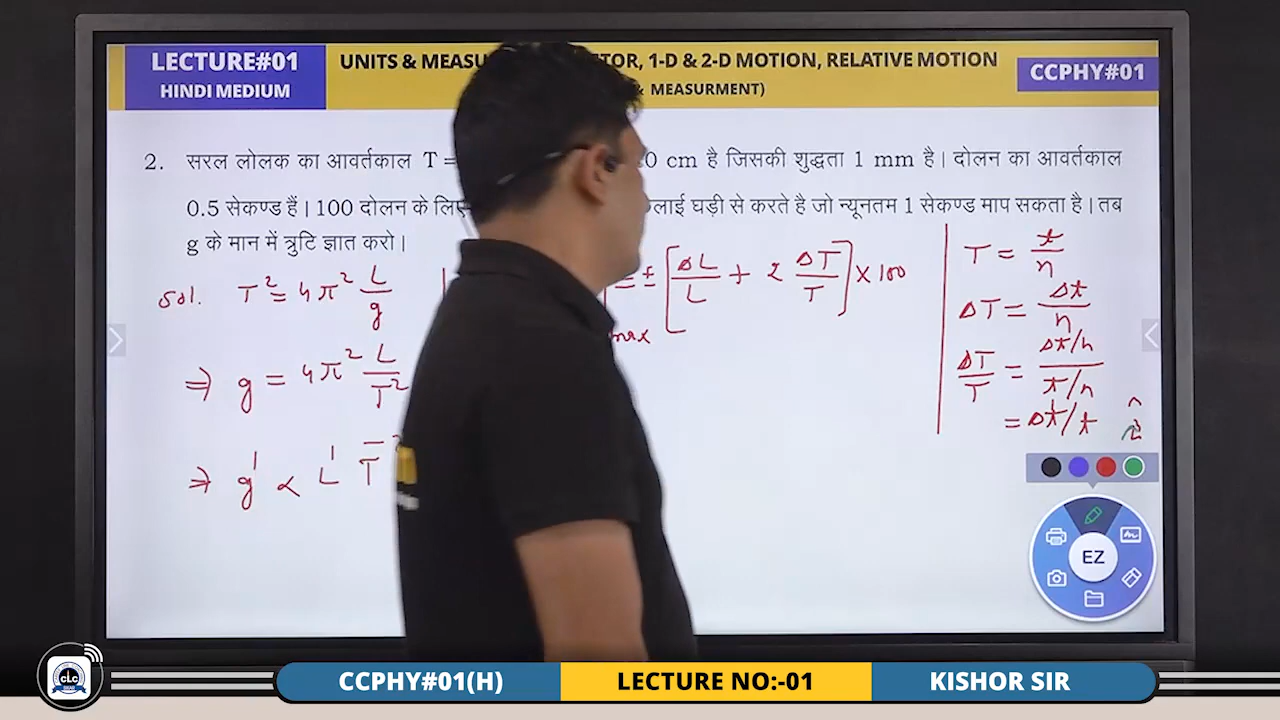 LECTURE#01
HINDI MEDIUM
UNITS & MEASU TOR, 1-D & 2-D MOTION, RELATIVE MOTION
& MEASURMENT)
CCPHY#01
2. सरल लोलक का आवर्तकाल T = 0 cm है जिसकी शुद्धता 1 mm है। दोलन का आवर्तकाल
0.5 सेकण्ड हैं। 100 दोलन के लिए लाई घड़ी से करते है जो न्यूनतम 1 सेकण्ड माप सकता है। तब
g के मान में त्रुटि ज्ञात करो।
Sol. T² = 4π² L/g
⇒ g = 4π² L/T²
⇒ g¹ ∝ L¹ T⁻²
max = ± [ΔL/L + 2 ΔT/T] × 100
T = t/n
ΔT = Δt/n
ΔT/T = (Δt/n)/(t/n)
= Δt/t
EZ
CLC
SIKAR
CCPHY#01(H)
LECTURE NO:-01
KISHOR SIR